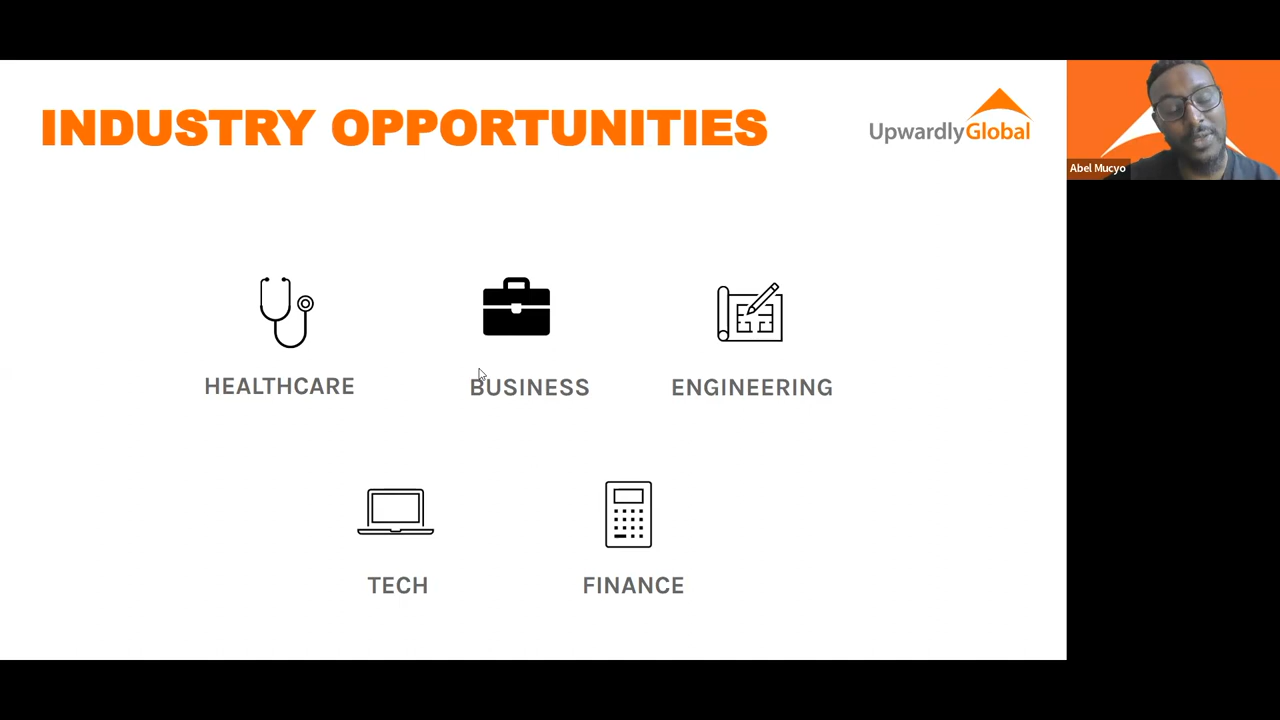 INDUSTRY OPPORTUNITIES
UpwardlyGlobal
Abel Mucyo
HEALTHCARE
BUSINESS
ENGINEERING
TECH
FINANCE